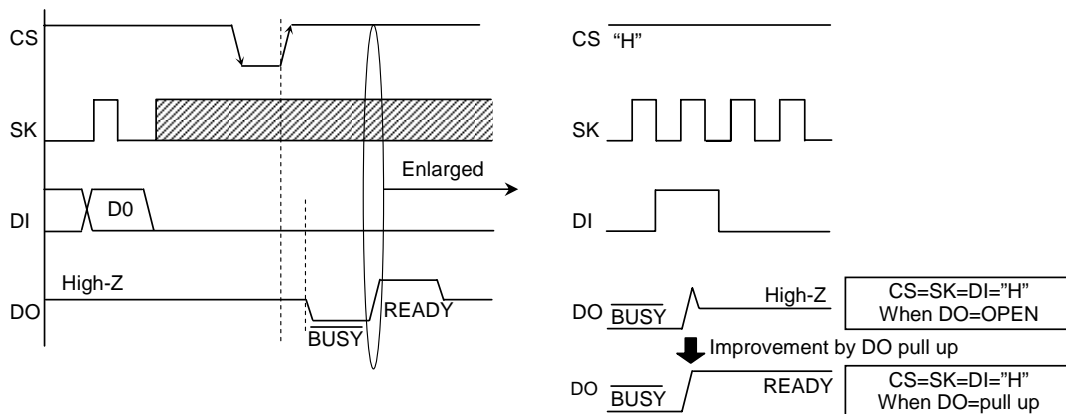 CS
SK
DI
D0
Enlarged
High-Z
DO
BUSY
READY
CS "H"
SK
DI
DO
BUSY
High-Z
CS=SK=DI="H"
When DO=OPEN
Improvement by DO pull up
DO
BUSY
READY
CS=SK=DI="H"
When DO=pull up